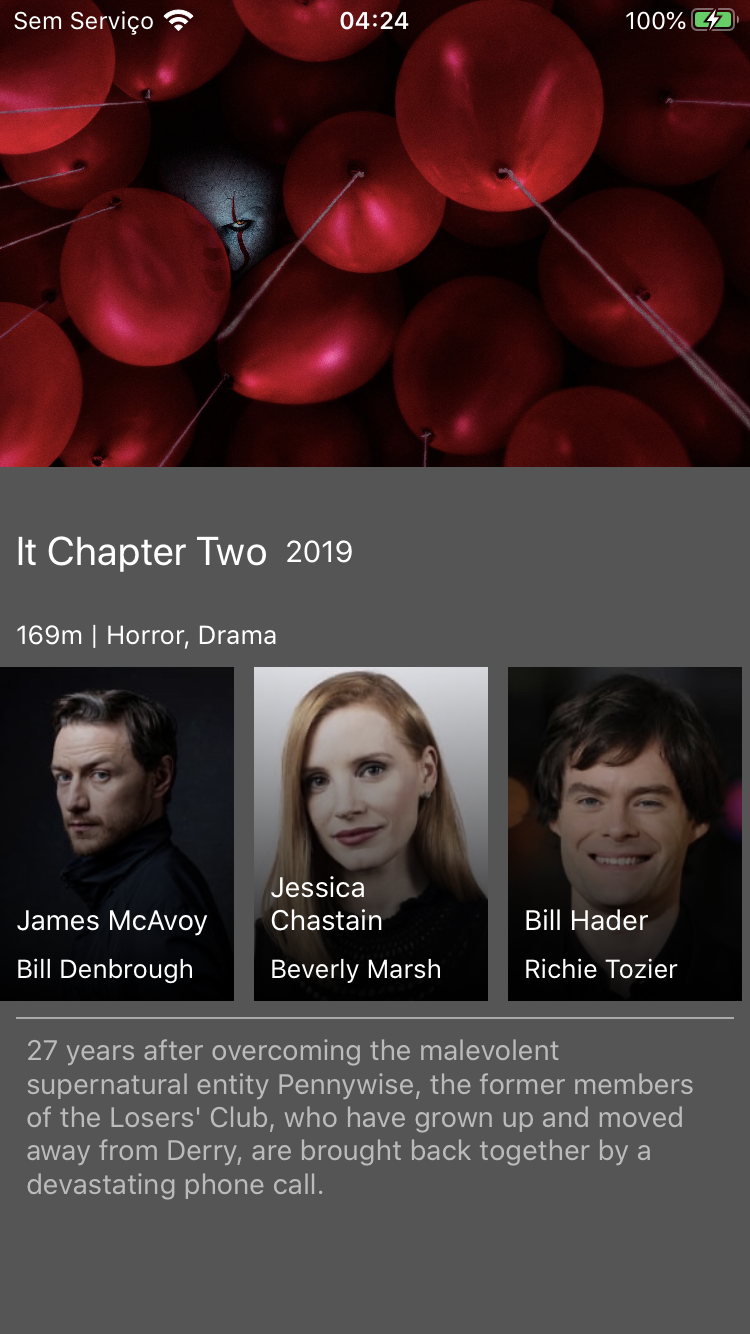 Sem Serviço 04:24 100%
It Chapter Two 2019
169m | Horror, Drama
James McAvoy
Bill Denbrough
Jessica
Chastain
Beverly Marsh
Bill Hader
Richie Tozier
27 years after overcoming the malevolent
supernatural entity Pennywise, the former members
of the Losers' Club, who have grown up and moved
away from Derry, are brought back together by a
devastating phone call.